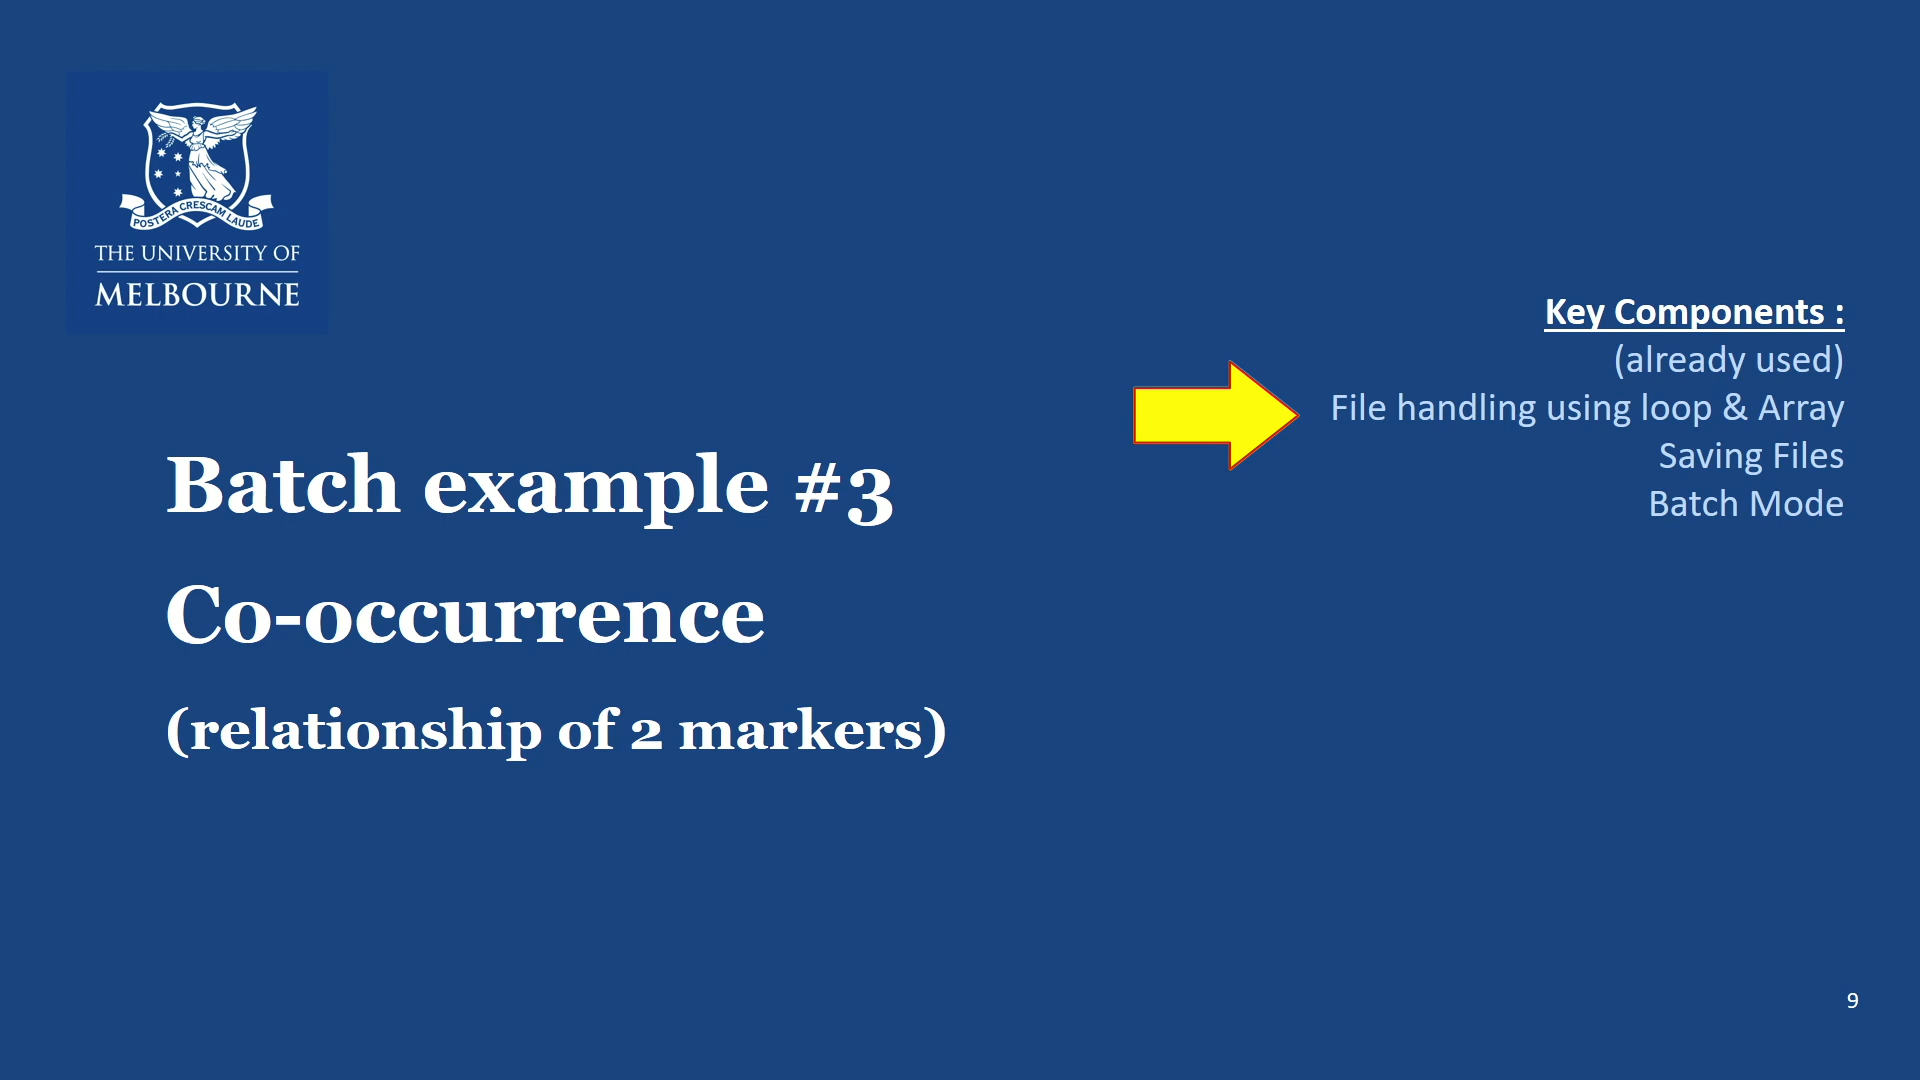 POSTERA CRESCAM LAUDE
THE UNIVERSITY OF
MELBOURNE
Key Components :
(already used)
File handling using loop & Array
Saving Files
Batch Mode
Batch example #3
Co-occurrence
(relationship of 2 markers)
9